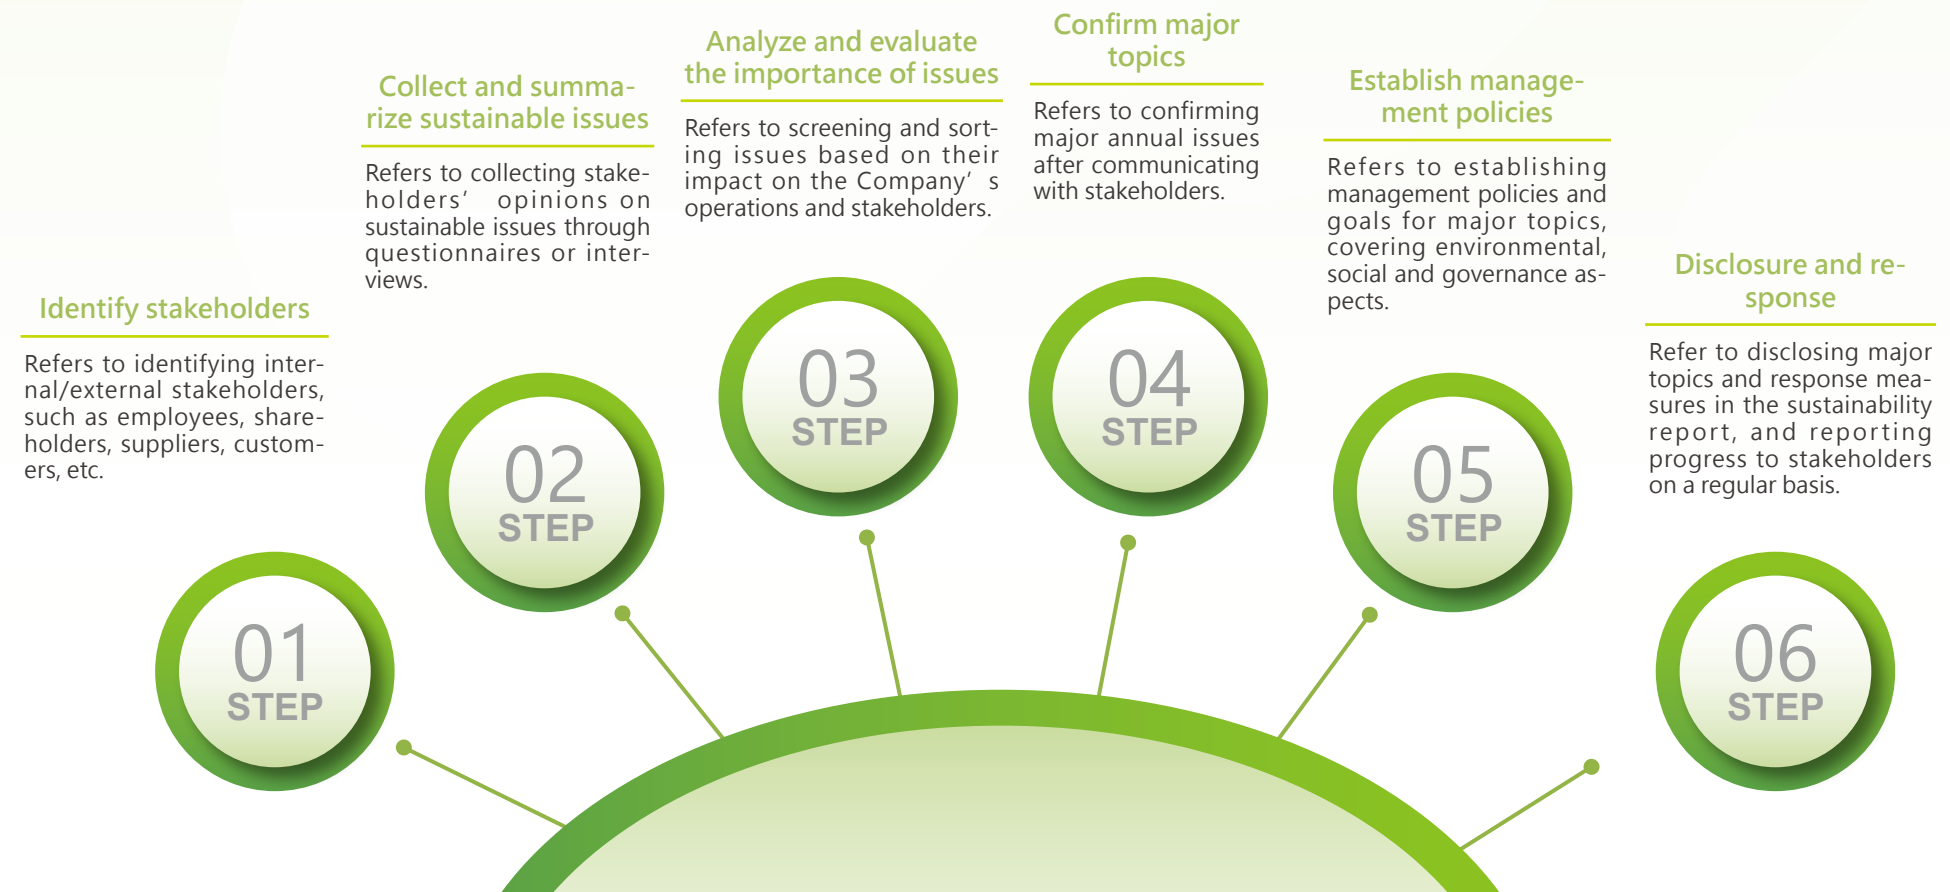 Identify stakeholders
Refers to identifying inter-
nal/external stakeholders,
such as employees, share-
holders, suppliers, custom-
ers, etc.
01
STEP
Collect and summa-
rize sustainable issues
Refers to collecting stake-
holders’ opinions on
sustainable issues through
questionnaires or inter-
views.
02
STEP
Analyze and evaluate
the importance of issues
Refers to screening and sort-
ing issues based on their
impact on the Company’ s
operations and stakeholders.
03
STEP
Confirm major
topics
Refers to confirming
major annual issues
after communicating
with stakeholders.
04
STEP
Establish manage-
ment policies
Refers to establishing
management policies and
goals for major topics,
covering environmental,
social and governance as-
pects.
05
STEP
Disclosure and re-
sponse
Refer to disclosing major
topics and response mea-
sures in the sustainability
report, and reporting
progress to stakeholders
on a regular basis.
06
STEP